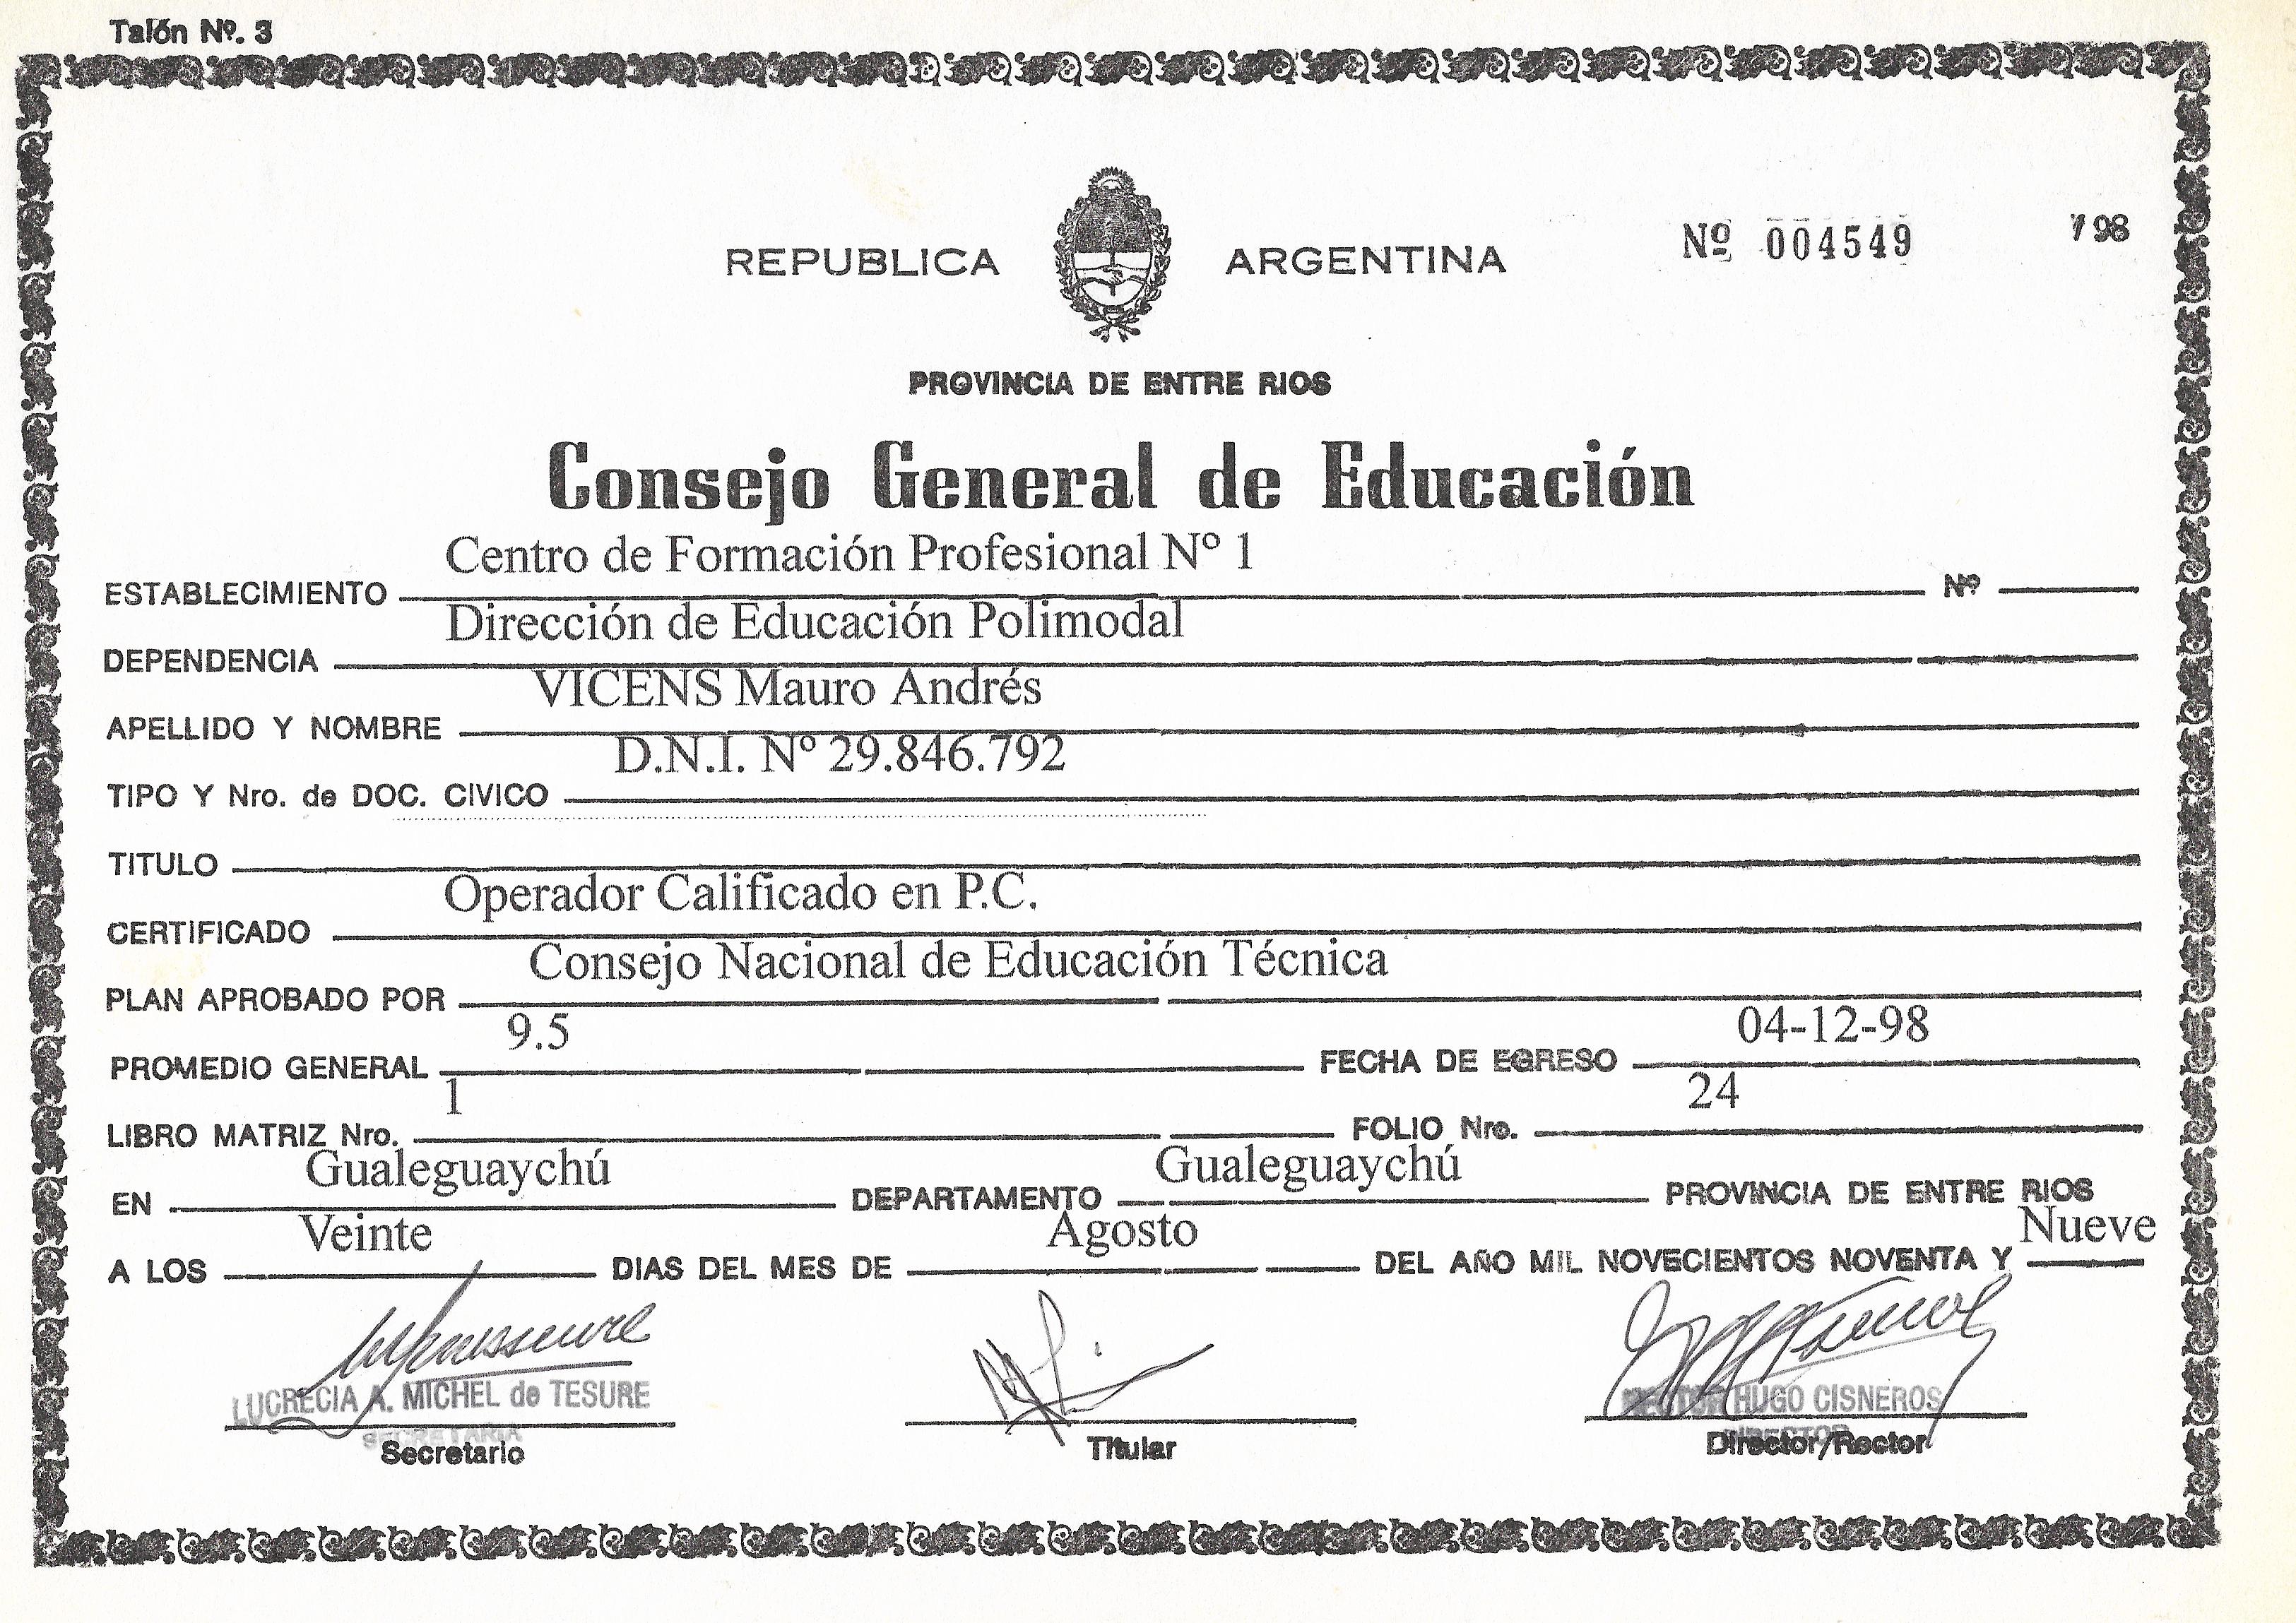 Talón Nº. 3
REPUBLICA ARGENTINA Nº 004549 / 98
PROVINCIA DE ENTRE RIOS
Consejo General de Educación
ESTABLECIMIENTO Centro de Formación Profesional Nº 1 Nº
DEPENDENCIA Dirección de Educación Polimodal
APELLIDO Y NOMBRE VICENS Mauro Andrés
TIPO Y Nro. de DOC. CIVICO D.N.I. Nº 29.846.792
TITULO
CERTIFICADO Operador Calificado en P.C.
PLAN APROBADO POR Consejo Nacional de Educación Técnica
PROMEDIO GENERAL 9.5 FECHA DE EGRESO 04-12-98
LIBRO MATRIZ Nro. 1 FOLIO Nro. 24
EN Gualeguaychú DEPARTAMENTO Gualeguaychú PROVINCIA DE ENTRE RIOS
A LOS Veinte DIAS DEL MES DE Agosto DEL AÑO MIL NOVECIENTOS NOVENTA Y Nueve
LUCRECIA A. MICHEL de TESURE HECTOR HUGO CISNEROS
SECRETARIA DIRECTOR
Secretario Titular Director/Rector